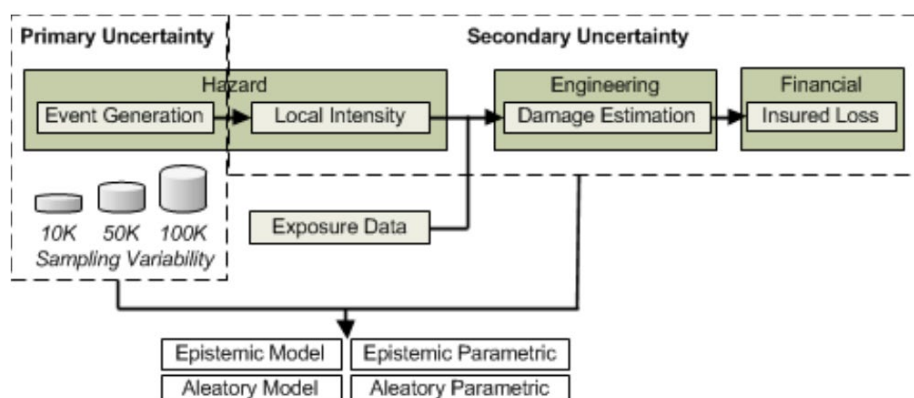 Primary Uncertainty
Secondary Uncertainty
Hazard
Engineering
Financial
Event Generation
Local Intensity
Damage Estimation
Insured Loss
10K 50K 100K
Sampling Variability
Exposure Data
Epistemic Model
Epistemic Parametric
Aleatory Model
Aleatory Parametric